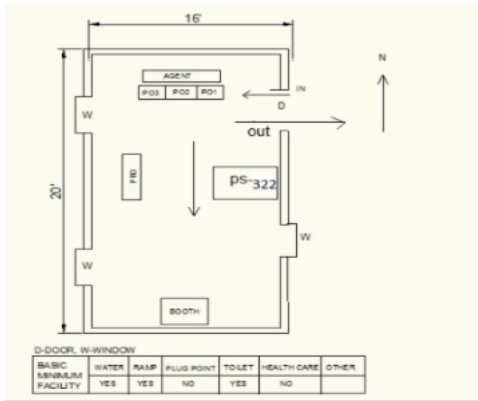 16'
N
AGENT
PO3 PO2 PO1
IN
D
W
out
20'
PRO
ps-322
W
W
BOOTH
D-DOOR, W-WINDOW
BASIC MINIMUM FACILITY WATER RAMP PLUG POINT TOILET HEALTH CARE OTHER
YES YES NO YES NO